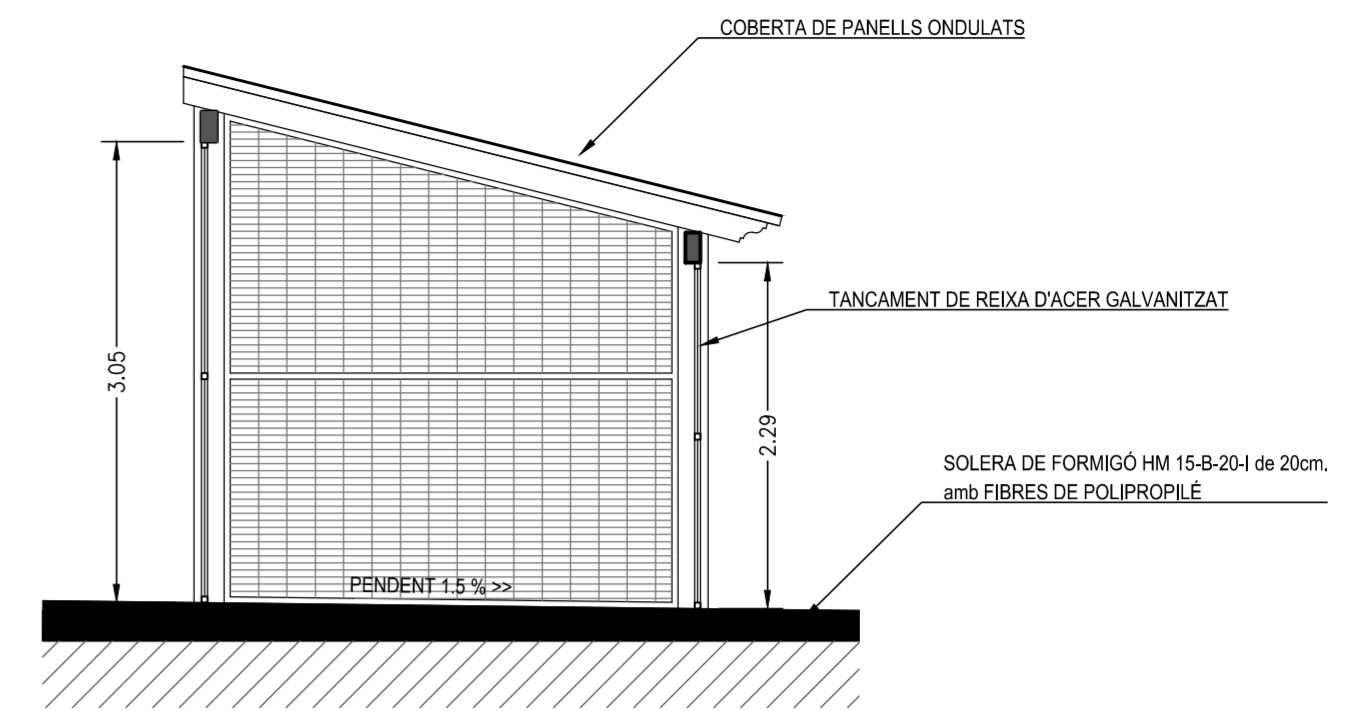 COBERTA DE PANELLS ONDULATS
3.05
TANCAMENT DE REIXA D'ACER GALVANITZAT
2.29
SOLERA DE FORMIGÓ HM 15-B-20-I de 20cm.
amb FIBRES DE POLIPROPILÉ
PENDENT 1.5 % >>